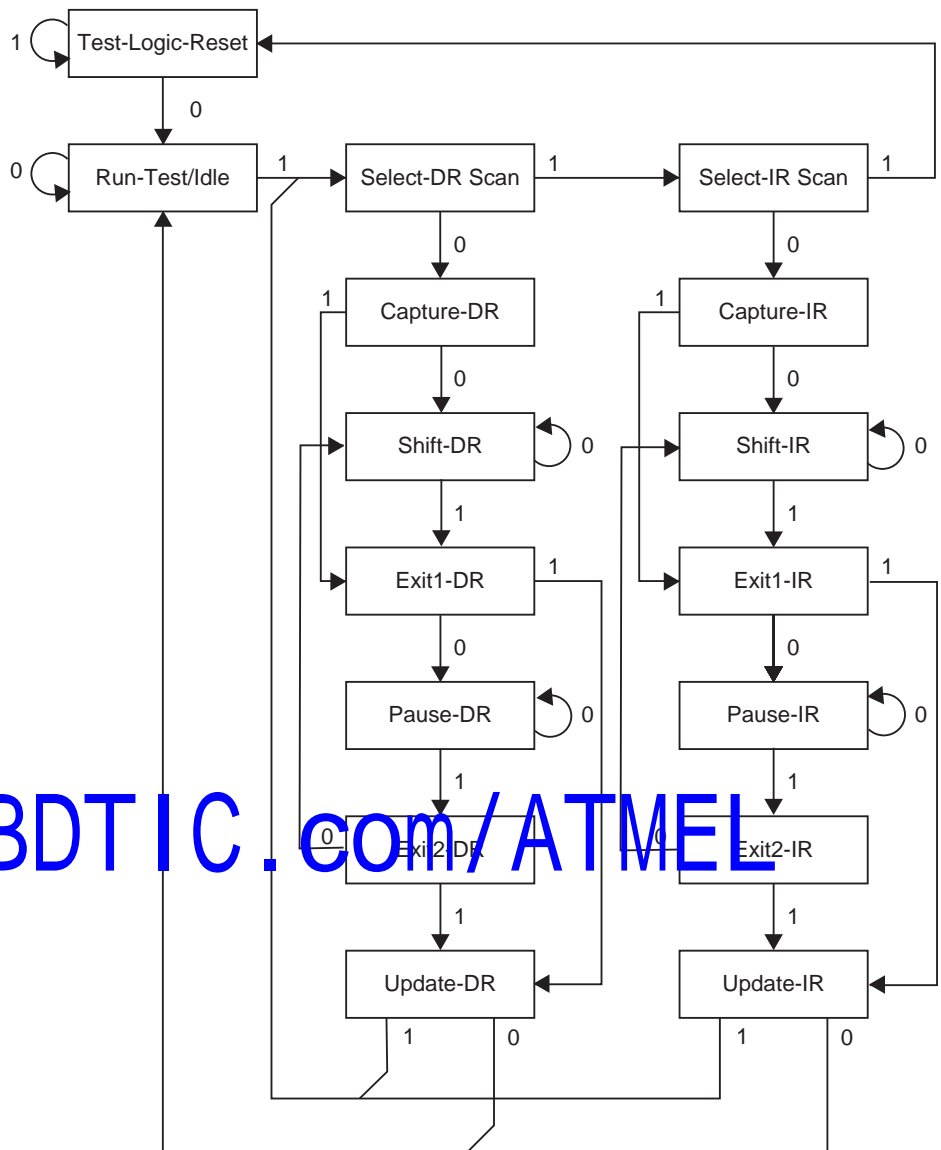 Test-Logic-Reset
1
0
Run-Test/Idle
0
1
Select-DR Scan
1
Select-IR Scan
1
0
0
1
Capture-DR
1
Capture-IR
0
0
Shift-DR
0
Shift-IR
0
1
1
Exit1-DR
1
Exit1-IR
1
0
0
Pause-DR
0
Pause-IR
0
1
1
BDTIC.com/ATMEL
0
Exit2-DR
0
Exit2-IR
1
1
Update-DR
Update-IR
1
0
1
0